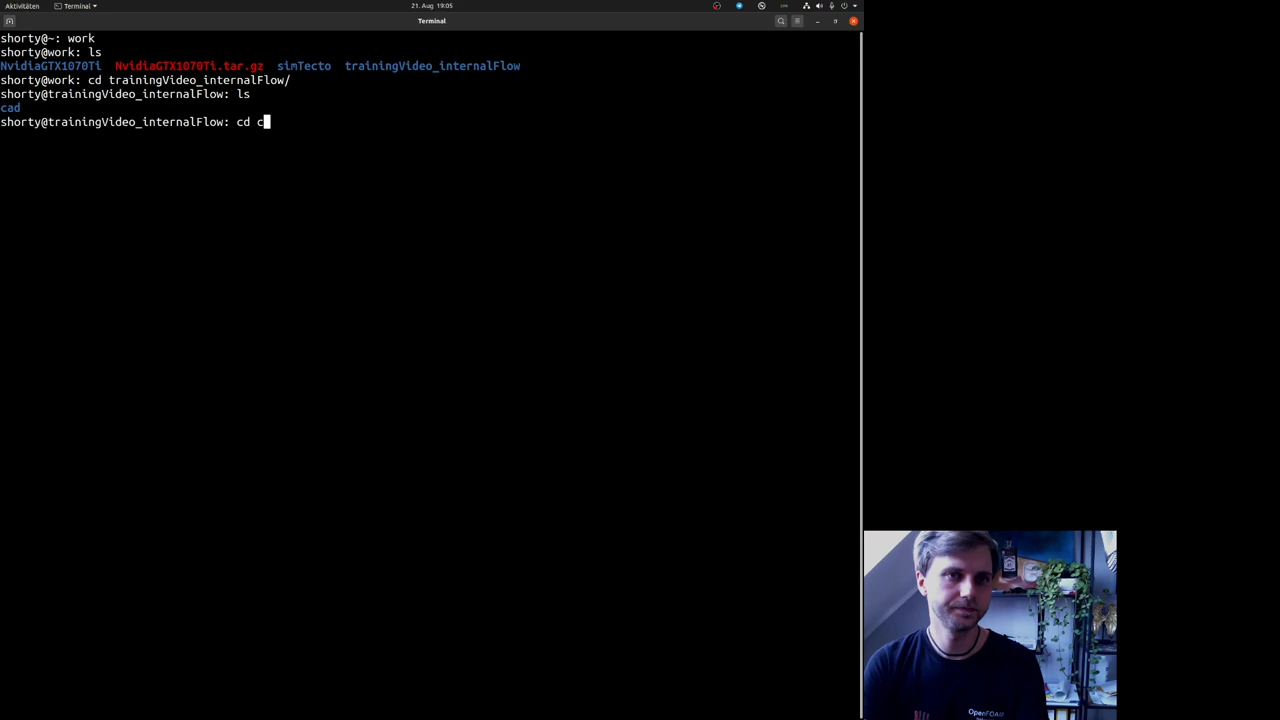 Aktivitäten
Terminal
21. Aug 19:05
Terminal
shorty@~: work
shorty@work: ls
NvidiaGTX1070Ti NvidiaGTX1070Ti.tar.gz simTecto trainingVideo_internalFlow
shorty@work: cd trainingVideo_internalFlow/
shorty@trainingVideo_internalFlow: ls
cad
shorty@trainingVideo_internalFlow: cd c
OpenFOAM